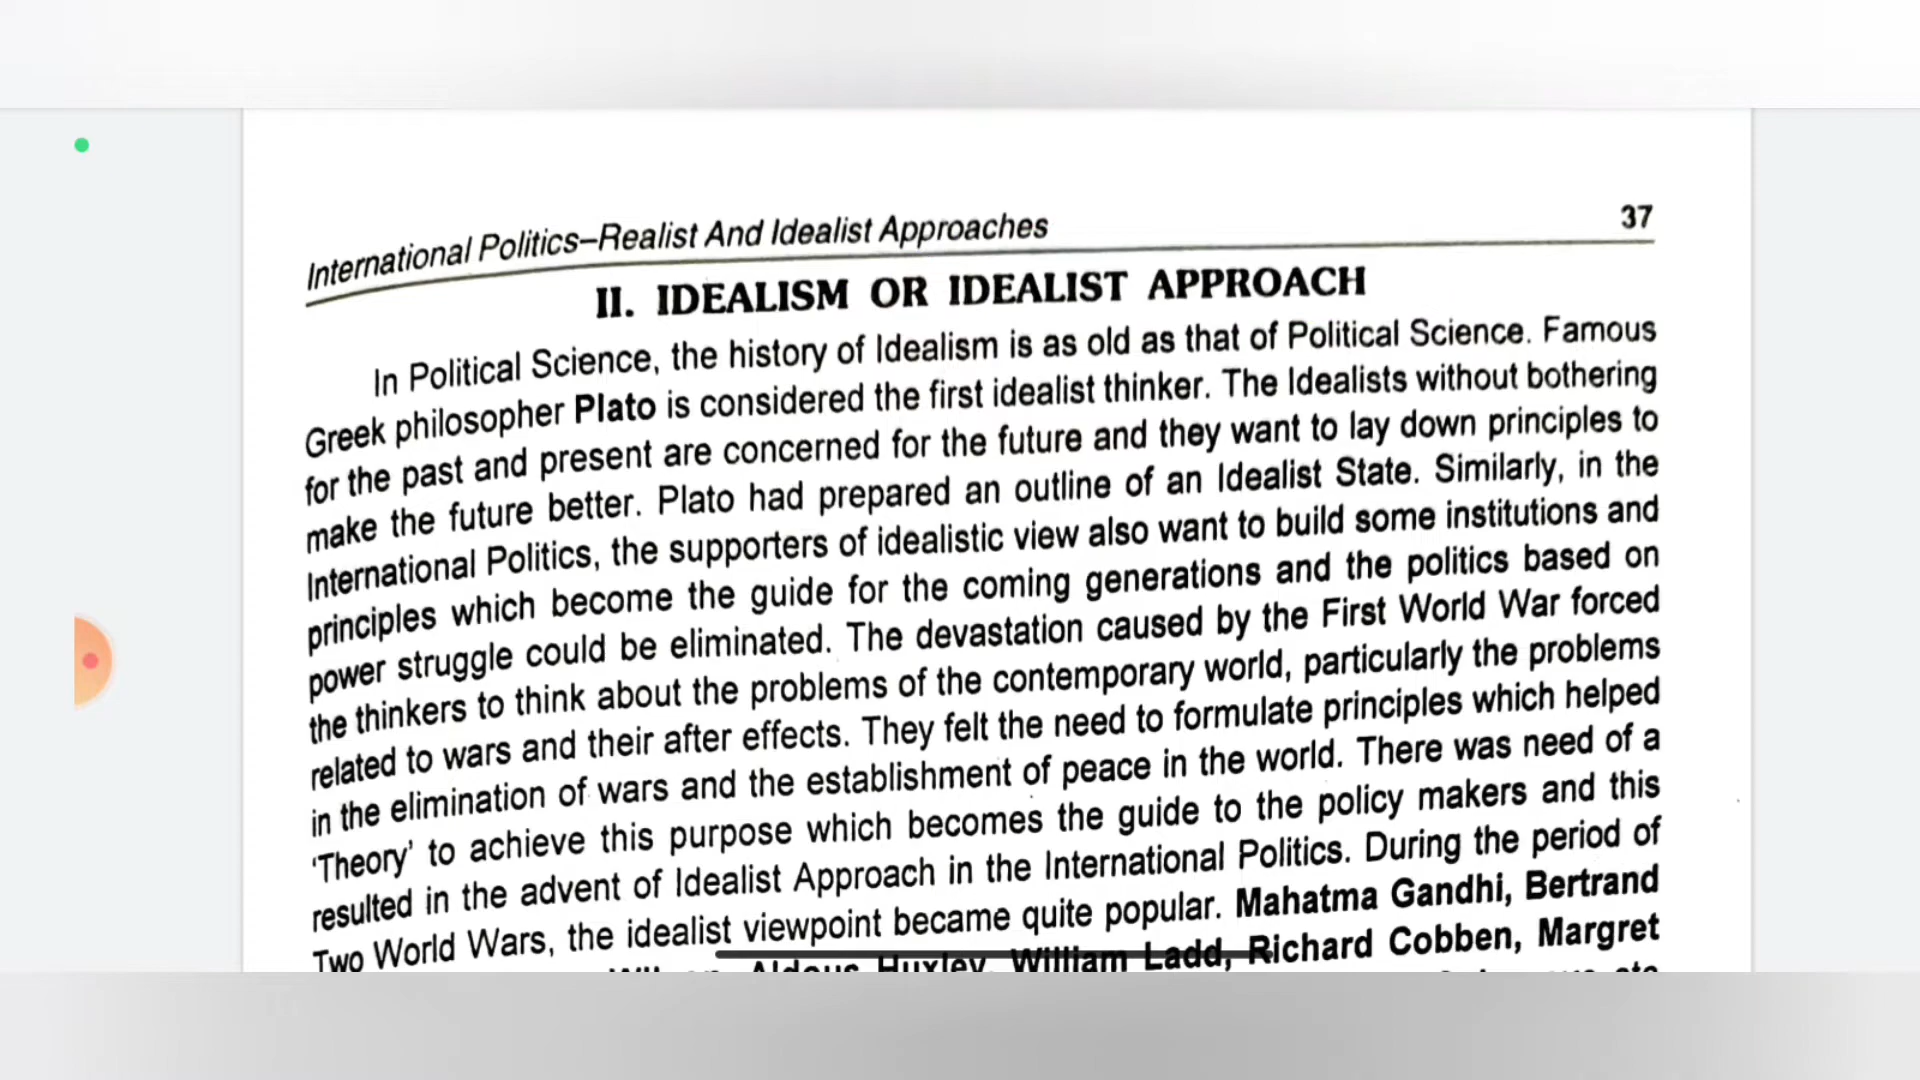 International Politics–Realist And Idealist Approaches 37
II. IDEALISM OR IDEALIST APPROACH
In Political Science, the history of Idealism is as old as that of Political Science. Famous
Greek philosopher Plato is considered the first idealist thinker. The Idealists without bothering
for the past and present are concerned for the future and they want to lay down principles to
make the future better. Plato had prepared an outline of an Idealist State. Similarly, in the
International Politics, the supporters of idealistic view also want to build some institutions and
principles which become the guide for the coming generations and the politics based on
power struggle could be eliminated. The devastation caused by the First World War forced
the thinkers to think about the problems of the contemporary world, particularly the problems
related to wars and their after effects. They felt the need to formulate principles which helped
in the elimination of wars and the establishment of peace in the world. There was need of a
'Theory' to achieve this purpose which becomes the guide to the policy makers and this
resulted in the advent of Idealist Approach in the International Politics. During the period of
Two World Wars, the idealist viewpoint became quite popular. Mahatma Gandhi, Bertrand
Aldous Huxley, William Ladd, Richard Cobben, Margret